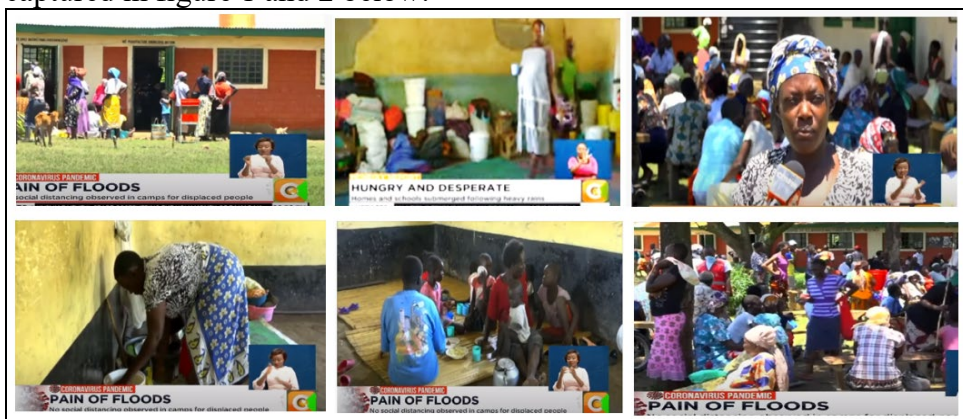 captured in figure 1 and 2 below.
CORONAVIRUS PANDEMIC
AIN OF FLOODS
social distancing observed in camps for displaced people
HUNGRY AND DESPERATE
Homes and schools submerged following heavy rains
CORONAVIRUS PANDEMIC
PAIN OF FLOODS
No social distancing observed in camps for displaced people
CORONAVIRUS PANDEMIC
PAIN OF FLOODS
No social distancing observed in camps for displaced people
CORONAVIRUS PANDEMIC
PAIN OF FLOODS